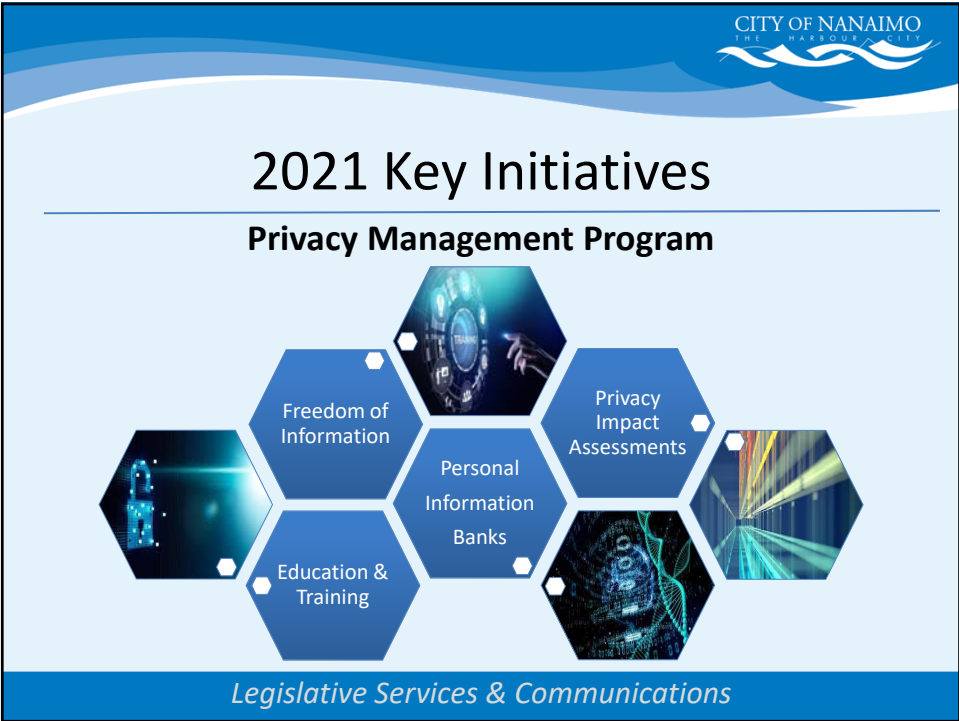 CITY OF NANAIMO
THE HARBOUR CITY
2021 Key Initiatives
Privacy Management Program
TRAINING
Freedom of
Information
Privacy
Impact
Assessments
Personal
Information
Banks
Education &
Training
Legislative Services & Communications